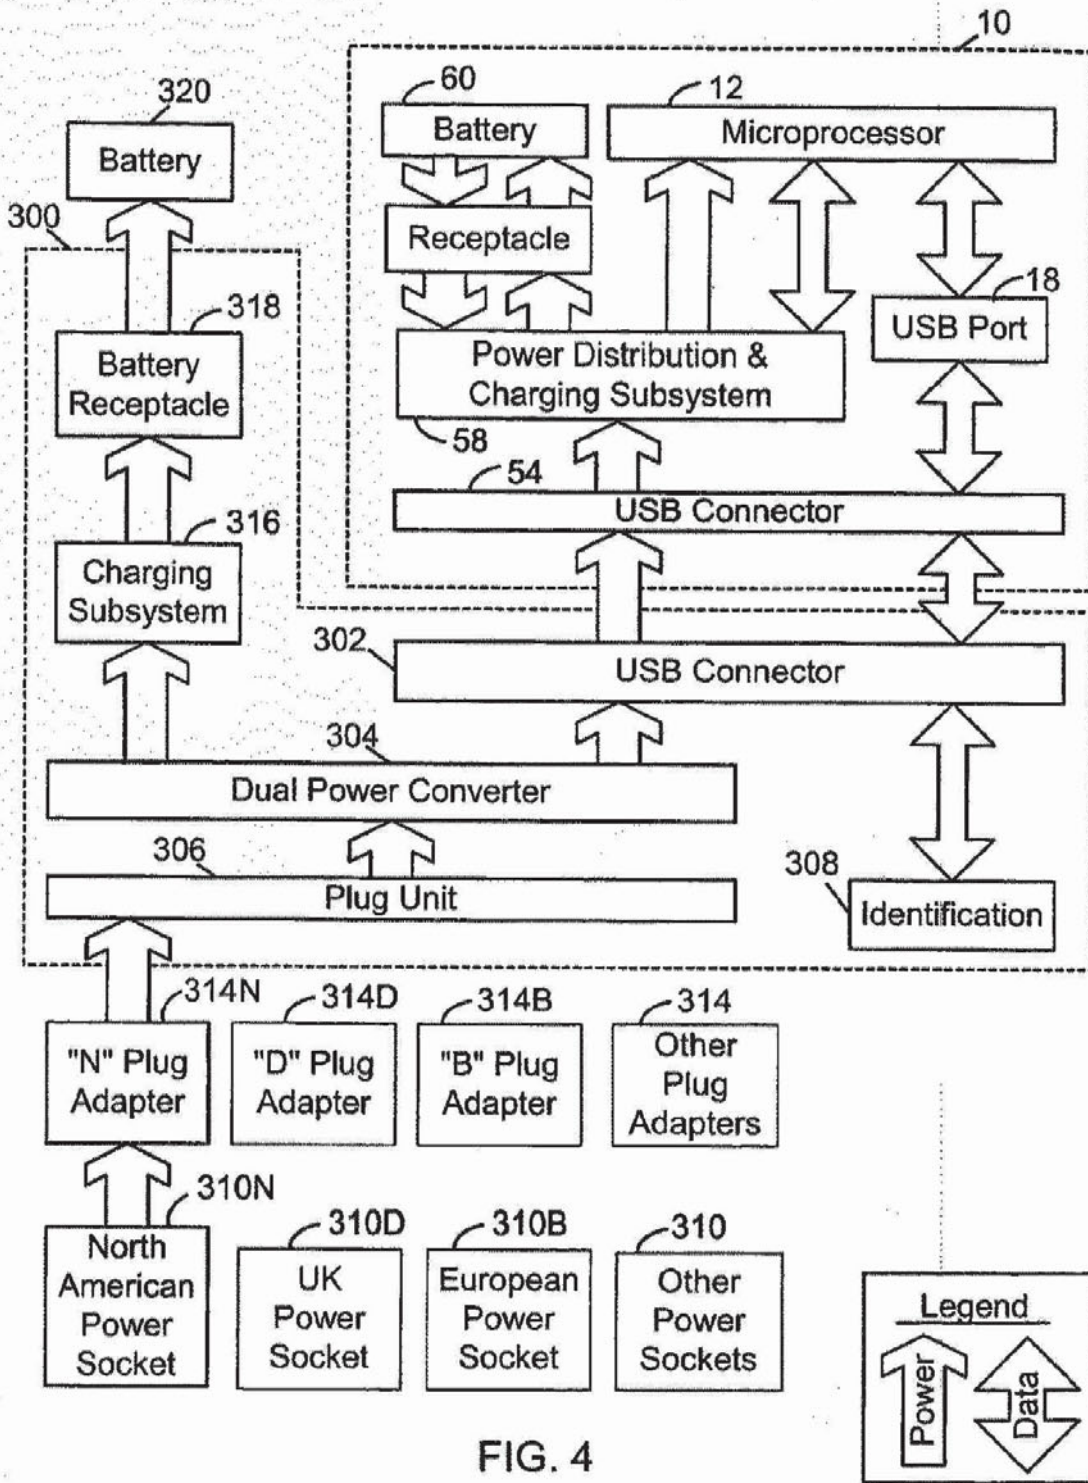 10
320
Battery
60
Battery
12
Microprocessor
300
Receptacle
18
USB Port
318
Battery
Receptacle
Power Distribution &
Charging Subsystem
58
54
USB Connector
316
Charging
Subsystem
302
USB Connector
304
Dual Power Converter
306
Plug Unit
308
Identification
314N
"N" Plug
Adapter
314D
"D" Plug
Adapter
314B
"B" Plug
Adapter
314
Other
Plug
Adapters
310N
North
American
Power
Socket
310D
UK
Power
Socket
310B
European
Power
Socket
310
Other
Power
Sockets
Legend
Power
Data
FIG. 4